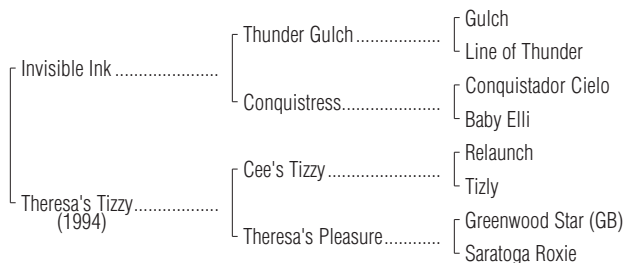 Gulch
Thunder Gulch..................
Line of Thunder
Invisible Ink ......................
Conquistador Cielo
Conquistress.....................
Baby Elli
Relaunch
Cee's Tizzy ........................
Tizly
Theresa's Tizzy..................
(1994)
Greenwood Star (GB)
Theresa's Pleasure............
Saratoga Roxie